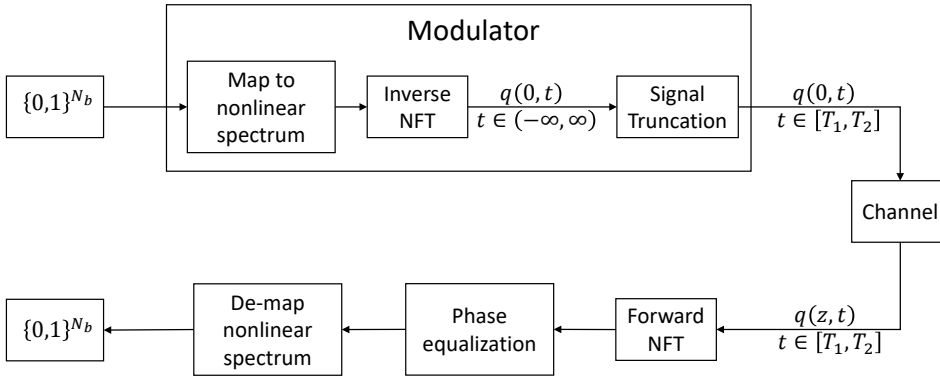 Modulator
{0,1}^{N_b}
Map to
nonlinear
spectrum
Inverse
NFT
q(0, t)
t ∈ (−∞, ∞)
Signal
Truncation
q(0, t)
t ∈ [T_1, T_2]
Channel
{0,1}^{N_b}
De-map
nonlinear
spectrum
Phase
equalization
Forward
NFT
q(z, t)
t ∈ [T_1, T_2]